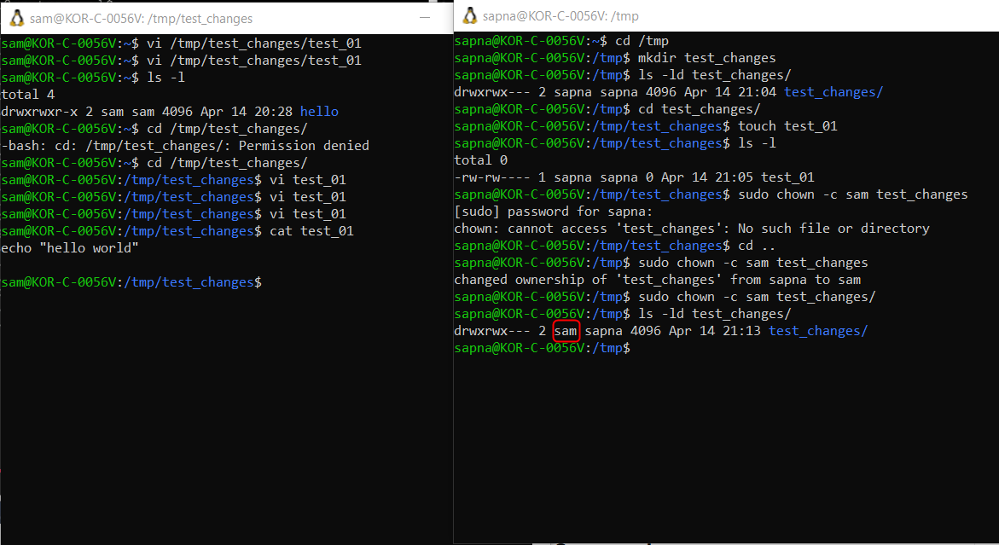 sam@KOR-C-0056V: /tmp/test_changes
sam@KOR-C-0056V:~$ vi /tmp/test_changes/test_01
sam@KOR-C-0056V:~$ vi /tmp/test_changes/test_01
sam@KOR-C-0056V:~$ ls -l
total 4
drwxrwxr-x 2 sam sam 4096 Apr 14 20:28 hello
sam@KOR-C-0056V:~$ cd /tmp/test_changes/
-bash: cd: /tmp/test_changes/: Permission denied
sam@KOR-C-0056V:~$ cd /tmp/test_changes/
sam@KOR-C-0056V:/tmp/test_changes$ vi test_01
sam@KOR-C-0056V:/tmp/test_changes$ vi test_01
sam@KOR-C-0056V:/tmp/test_changes$ vi test_01
sam@KOR-C-0056V:/tmp/test_changes$ cat test_01
echo "hello world"
sam@KOR-C-0056V:/tmp/test_changes$
sapna@KOR-C-0056V: /tmp
sapna@KOR-C-0056V:~$ cd /tmp
sapna@KOR-C-0056V:/tmp$ mkdir test_changes
sapna@KOR-C-0056V:/tmp$ ls -ld test_changes/
drwxrwx--- 2 sapna sapna 4096 Apr 14 21:04 test_changes/
sapna@KOR-C-0056V:/tmp$ cd test_changes/
sapna@KOR-C-0056V:/tmp/test_changes$ touch test_01
sapna@KOR-C-0056V:/tmp/test_changes$ ls -l
total 0
-rw-rw---- 1 sapna sapna 0 Apr 14 21:05 test_01
sapna@KOR-C-0056V:/tmp/test_changes$ sudo chown -c sam test_changes
[sudo] password for sapna:
chown: cannot access 'test_changes': No such file or directory
sapna@KOR-C-0056V:/tmp/test_changes$ cd ..
sapna@KOR-C-0056V:/tmp$ sudo chown -c sam test_changes
changed ownership of 'test_changes' from sapna to sam
sapna@KOR-C-0056V:/tmp$ sudo chown -c sam test_changes/
sapna@KOR-C-0056V:/tmp$ ls -ld test_changes/
drwxrwx--- 2 sam sapna 4096 Apr 14 21:13 test_changes/
sapna@KOR-C-0056V:/tmp$